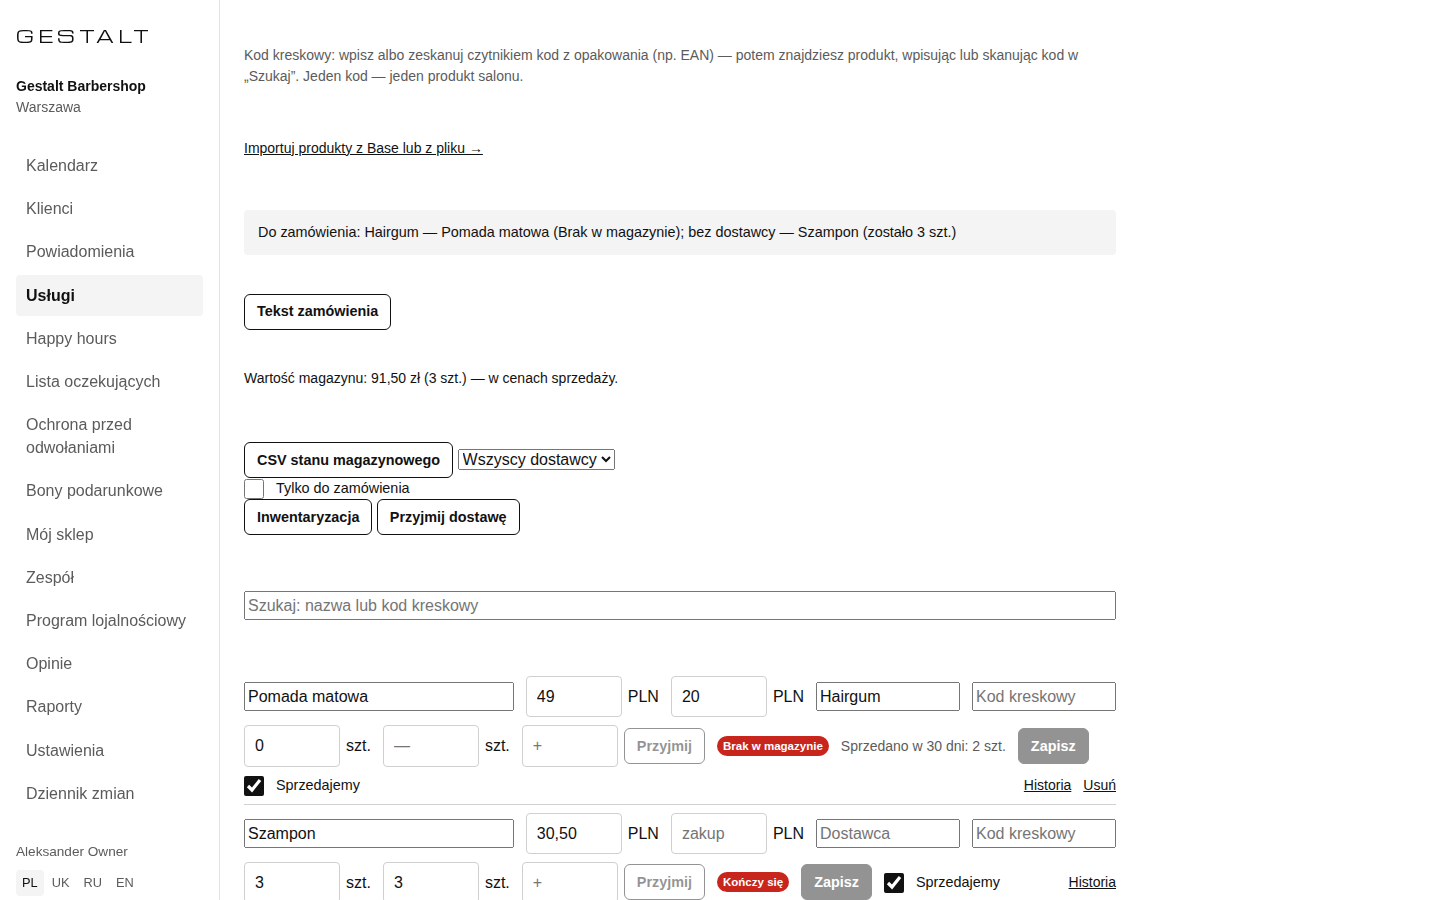 GESTALT
Gestalt Barbershop
Warszawa
Kalendarz
Klienci
Powiadomienia
Usługi
Happy hours
Lista oczekujących
Ochrona przed
odwołaniami
Bony podarunkowe
Mój sklep
Zespół
Program lojalnościowy
Opinie
Raporty
Ustawienia
Dziennik zmian
Aleksander Owner
PL UK RU EN
Kod kreskowy: wpisz albo zeskanuj czytnikiem kod z opakowania (np. EAN) — potem znajdziesz produkt, wpisując lub skanując kod w
„Szukaj”. Jeden kod — jeden produkt salonu.
Importuj produkty z Base lub z pliku →
Do zamówienia: Hairgum — Pomada matowa (Brak w magazynie); bez dostawcy — Szampon (zostało 3 szt.)
Tekst zamówienia
Wartość magazynu: 91,50 zł (3 szt.) — w cenach sprzedaży.
CSV stanu magazynowego Wszyscy dostawcy
Tylko do zamówienia
Inwentaryzacja Przyjmij dostawę
Szukaj: nazwa lub kod kreskowy
Pomada matowa 49 PLN 20 PLN Hairgum Kod kreskowy
0 szt. — szt. + Przyjmij Brak w magazynie Sprzedano w 30 dni: 2 szt. Zapisz
Sprzedajemy Historia Usuń
Szampon 30,50 PLN zakup PLN Dostawca Kod kreskowy
3 szt. 3 szt. + Przyjmij Kończy się Zapisz Sprzedajemy Historia